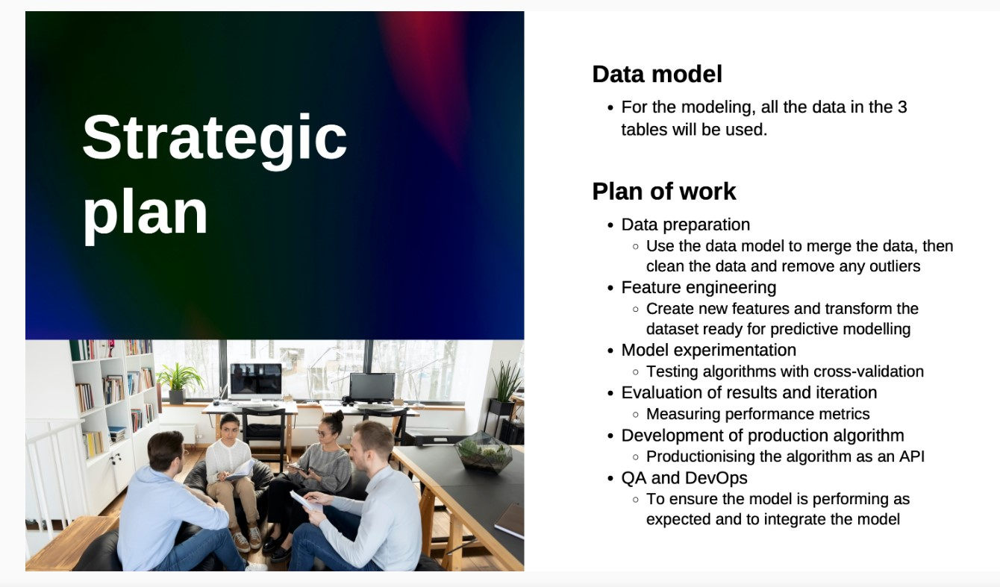 Strategic
plan
Data model
• For the modeling, all the data in the 3
tables will be used.
Plan of work
• Data preparation
○ Use the data model to merge the data, then
clean the data and remove any outliers
• Feature engineering
○ Create new features and transform the
dataset ready for predictive modelling
• Model experimentation
○ Testing algorithms with cross-validation
• Evaluation of results and iteration
○ Measuring performance metrics
• Development of production algorithm
○ Productionising the algorithm as an API
• QA and DevOps
○ To ensure the model is performing as
expected and to integrate the model